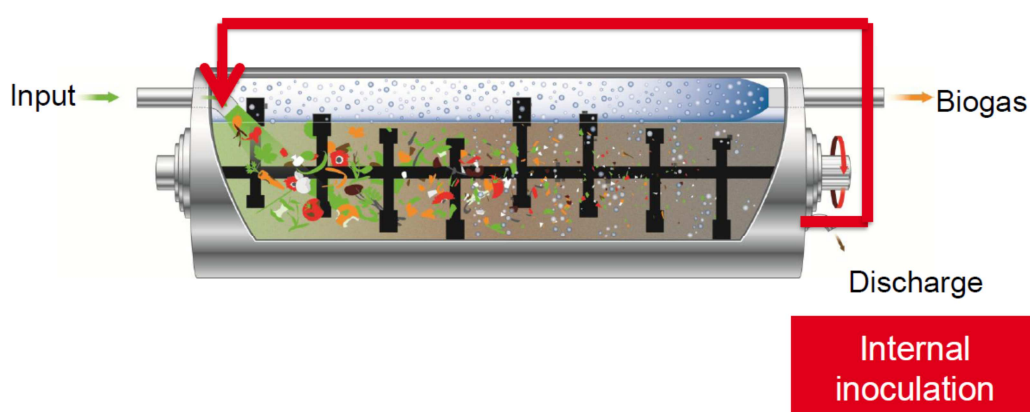 Input
Biogas
Discharge
Internal
inoculation